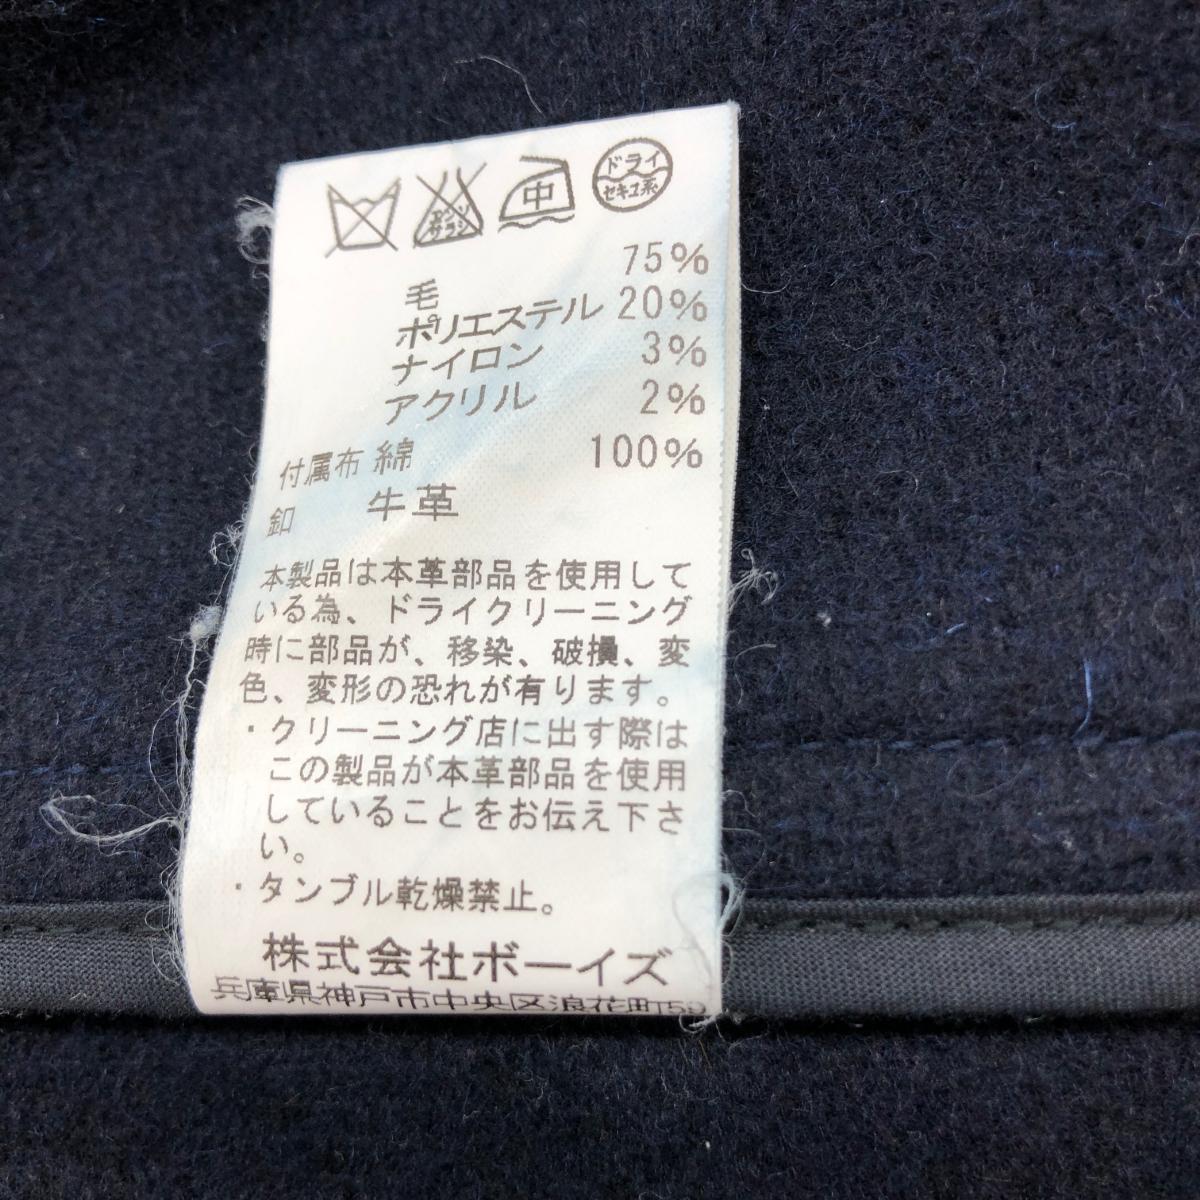 エンソ
サラシ
中
ドライ
セキユ系
毛 75%
ポリエステル 20%
ナイロン 3%
アクリル 2%
付属布 綿 100%
釦 牛革
本製品は本革部品を使用して
いる為、ドライクリーニング
時に部品が、移染、破損、変
色、変形の恐れが有ります。
・クリーニング店に出す際は
この製品が本革部品を使用
していることをお伝え下さ
い。
・タンブル乾燥禁止。
株式会社ボーイズ
兵庫県神戸市中央区浪花町59